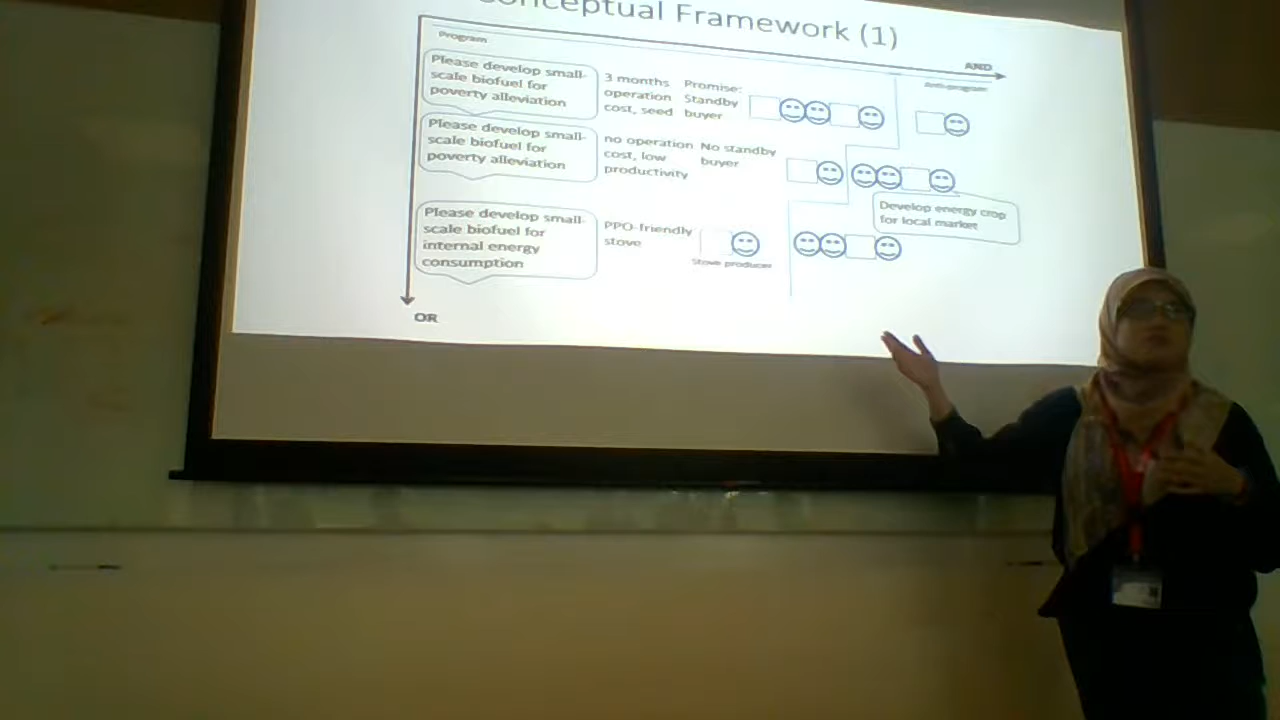 Conceptual Framework (1)
Program
AND
Anti-program
Please develop small-
scale biofuel for
poverty alleviation
3 months
operation
cost, seed
Promise:
Standby
buyer
Please develop small-
scale biofuel for
poverty alleviation
no operation
cost, low
productivity
No standby
buyer
Develop energy crop
for local market
Please develop small-
scale biofuel for
internal energy
consumption
PPO-friendly
stove
Stove producer
OR